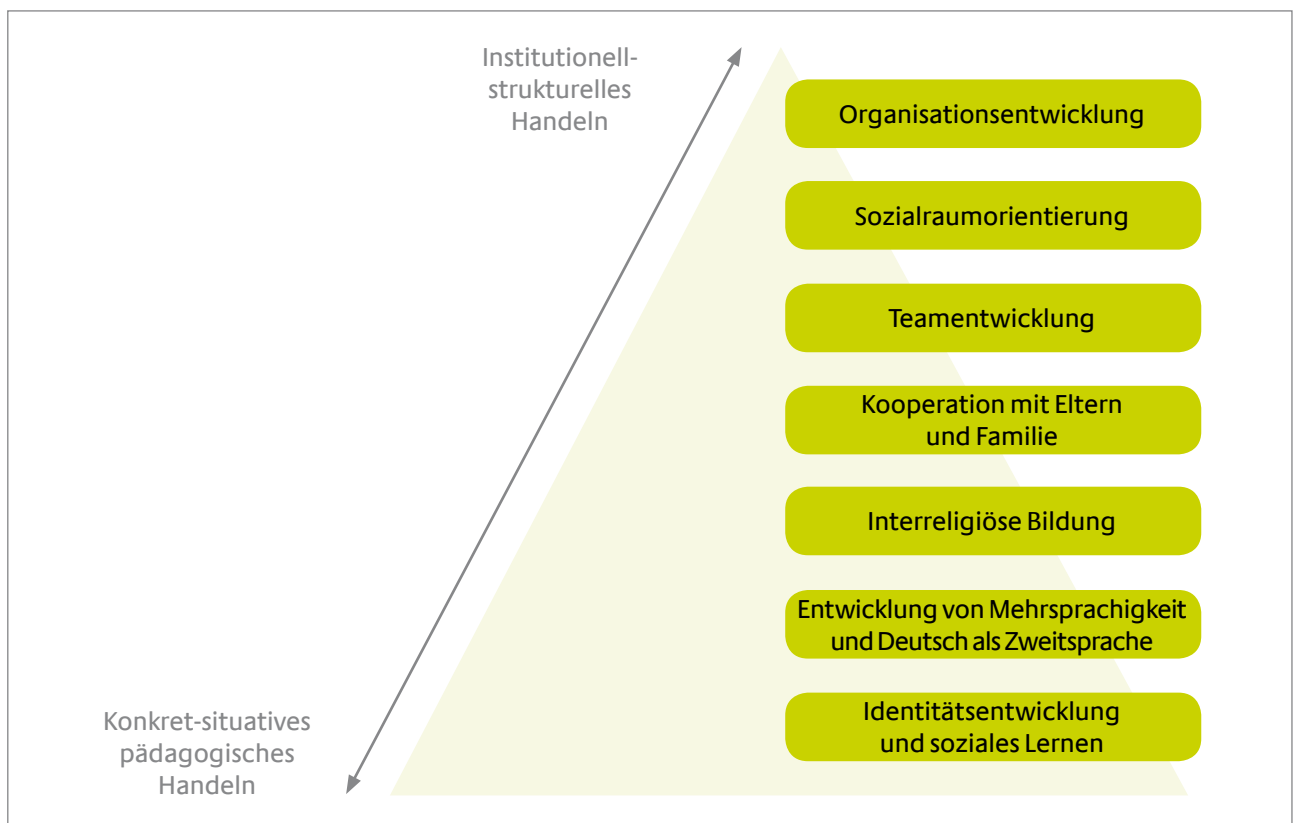 Institutionell-
strukturelles
Handeln
Organisationsentwicklung
Sozialraumorientierung
Teamentwicklung
Kooperation mit Eltern
und Familie
Interreligiöse Bildung
Entwicklung von Mehrsprachigkeit
und Deutsch als Zweitsprache
Identitätsentwicklung
und soziales Lernen
Konkret-situatives
pädagogisches
Handeln